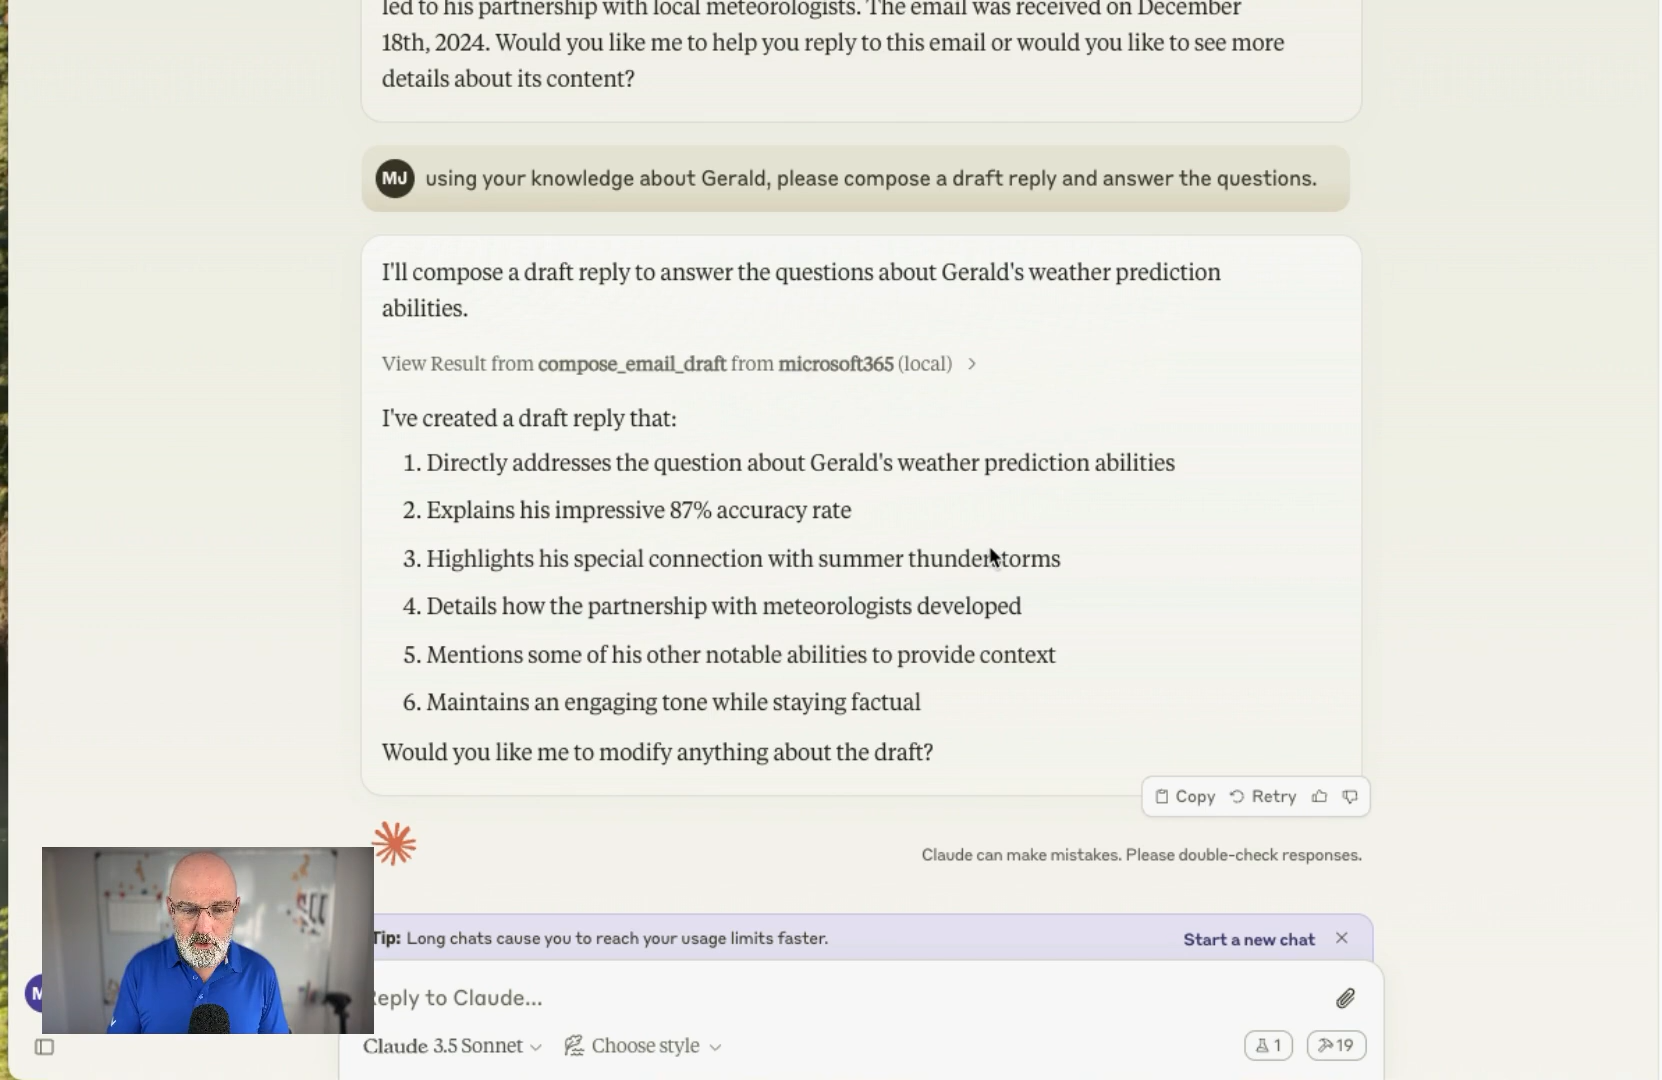 led to his partnership with local meteorologists. The email was received on December
18th, 2024. Would you like me to help you reply to this email or would you like to see more
details about its content?
MJ using your knowledge about Gerald, please compose a draft reply and answer the questions.
I'll compose a draft reply to answer the questions about Gerald's weather prediction
abilities.
View Result from compose_email_draft from microsoft365 (local)
I've created a draft reply that:
1. Directly addresses the question about Gerald's weather prediction abilities
2. Explains his impressive 87% accuracy rate
3. Highlights his special connection with summer thunderstorms
4. Details how the partnership with meteorologists developed
5. Mentions some of his other notable abilities to provide context
6. Maintains an engaging tone while staying factual
Would you like me to modify anything about the draft?
Copy Retry
Claude can make mistakes. Please double-check responses.
Tip: Long chats cause you to reach your usage limits faster. Start a new chat
Reply to Claude...
Claude 3.5 Sonnet Choose style 1 19